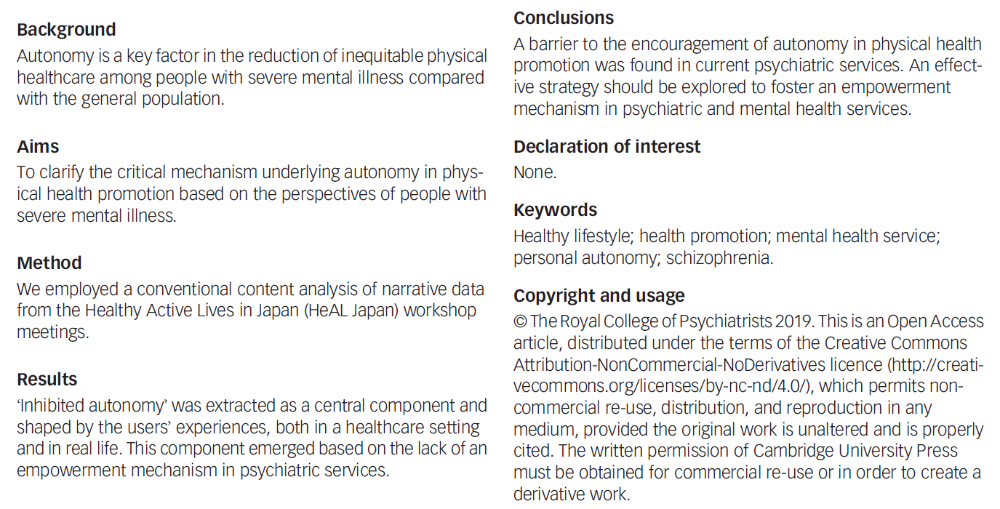 Background
Autonomy is a key factor in the reduction of inequitable physical
healthcare among people with severe mental illness compared
with the general population.
Aims
To clarify the critical mechanism underlying autonomy in phys-
ical health promotion based on the perspectives of people with
severe mental illness.
Method
We employed a conventional content analysis of narrative data
from the Healthy Active Lives in Japan (HeAL Japan) workshop
meetings.
Results
‘Inhibited autonomy’ was extracted as a central component and
shaped by the users’ experiences, both in a healthcare setting
and in real life. This component emerged based on the lack of an
empowerment mechanism in psychiatric services.
Conclusions
A barrier to the encouragement of autonomy in physical health
promotion was found in current psychiatric services. An effect-
ive strategy should be explored to foster an empowerment
mechanism in psychiatric and mental health services.
Declaration of interest
None.
Keywords
Healthy lifestyle; health promotion; mental health service;
personal autonomy; schizophrenia.
Copyright and usage
© The Royal College of Psychiatrists 2019. This is an Open Access
article, distributed under the terms of the Creative Commons
Attribution-NonCommercial-NoDerivatives licence (http://creati-
vecommons.org/licenses/by-nc-nd/4.0/), which permits non-
commercial re-use, distribution, and reproduction in any
medium, provided the original work is unaltered and is properly
cited. The written permission of Cambridge University Press
must be obtained for commercial re-use or in order to create a
derivative work.